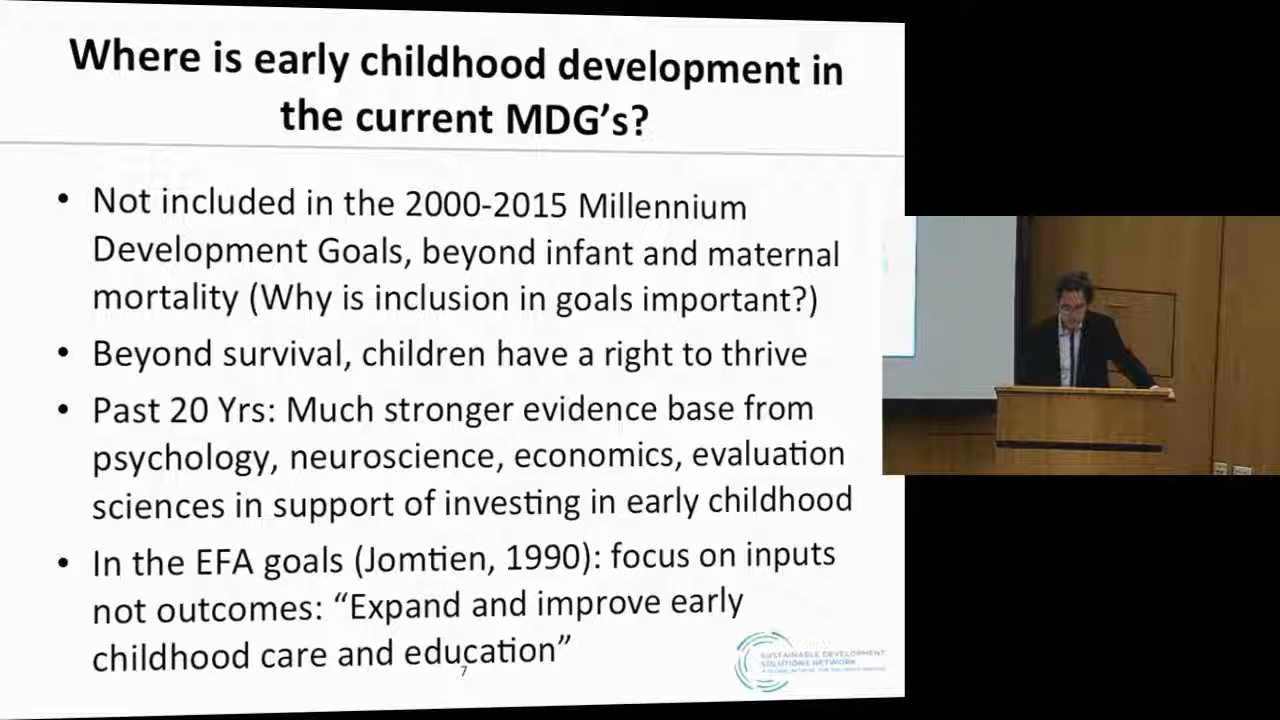 Where is early childhood development in
the current MDG's?
• Not included in the 2000-2015 Millennium
Development Goals, beyond infant and maternal
mortality (Why is inclusion in goals important?)
• Beyond survival, children have a right to thrive
• Past 20 Yrs: Much stronger evidence base from
psychology, neuroscience, economics, evaluation
sciences in support of investing in early childhood
• In the EFA goals (Jomtien, 1990): focus on inputs
not outcomes: “Expand and improve early
childhood care and education”
7
SUSTAINABLE DEVELOPMENT
SOLUTIONS NETWORK